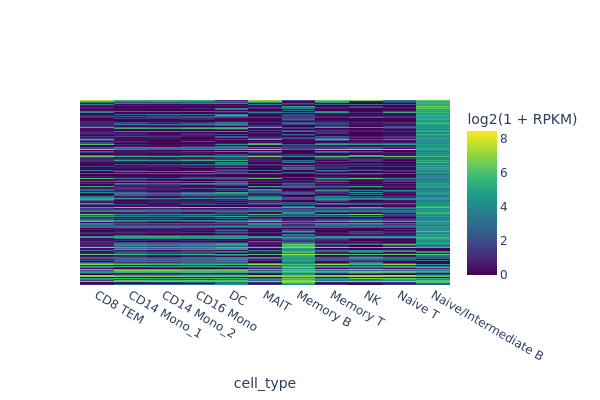 log2(1 + RPKM)
8
6
4
2
0
CD8 TEM
CD14 Mono_1
CD14 Mono_2
CD16 Mono
DC
MAIT
Memory B
Memory T
NK
Naive T
Naive/Intermediate B
cell_type